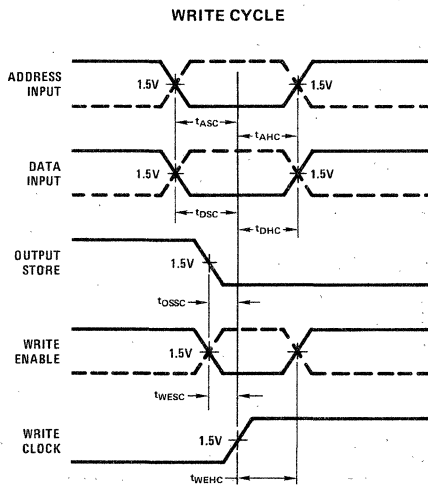 WRITE CYCLE
ADDRESS
INPUT
1.5V
1.5V
tASC
tAHC
DATA
INPUT
1.5V
1.5V
tDSC
tDHC
OUTPUT
STORE
1.5V
tOSSC
WRITE
ENABLE
1.5V
tWESC
WRITE
CLOCK
1.5V
tWEHC